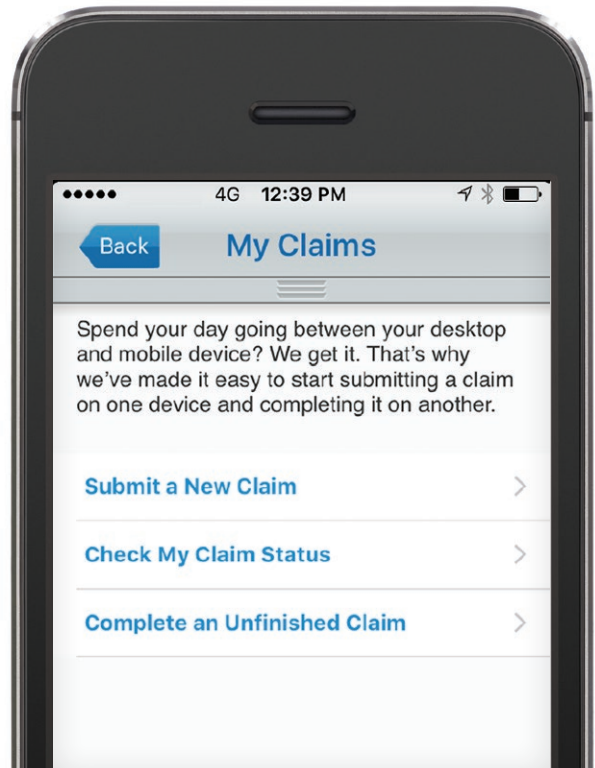 4G 12:39 PM
Back
My Claims
Spend your day going between your desktop
and mobile device? We get it. That’s why
we’ve made it easy to start submitting a claim
on one device and completing it on another.
Submit a New Claim
Check My Claim Status
Complete an Unfinished Claim